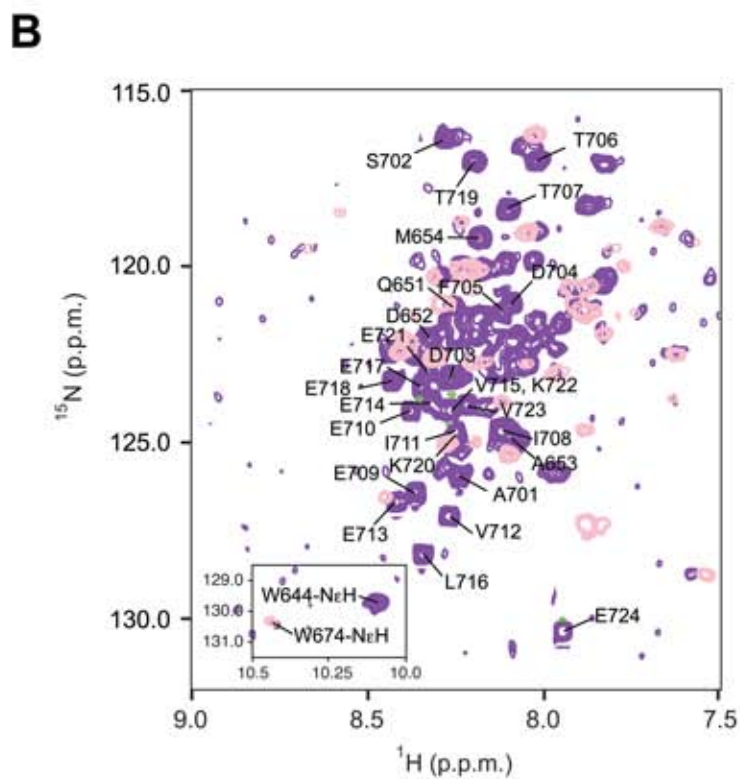 B
115.0
120.0
125.0
130.0
¹⁵N (p.p.m.)
S702
T706
T719
T707
M654
Q651
F705
D704
D652
E721
D703
E717
V715, K722
E718
E714
V723
E710
I711
I708
K720
A653
E709
A701
E713
V712
L716
E724
129.0
130.0
131.0
W644-NεH
W674-NεH
10.5
10.25
10.0
9.0
8.5
8.0
7.5
¹H (p.p.m.)